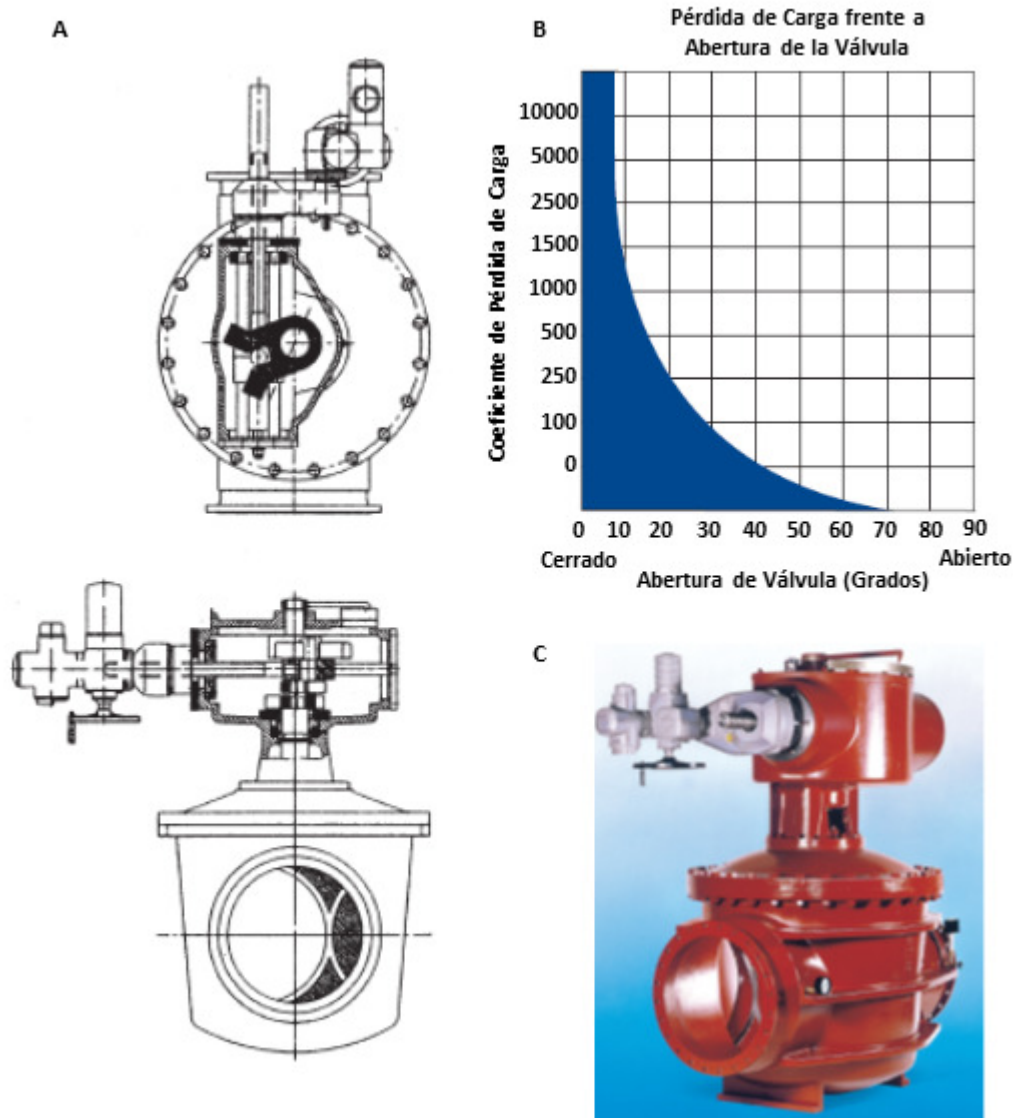 A
B
Pérdida de Carga frente a
Abertura de la Válvula
Coeficiente de Pérdida de Carga
10000
5000
2500
1500
1000
500
250
100
0
0 10 20 30 40 50 60 70 80 90
Cerrado Abierto
Abertura de Válvula (Grados)
C